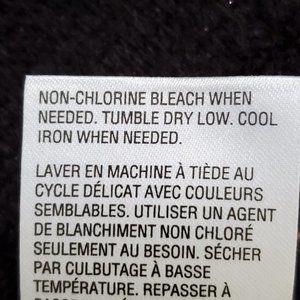 NON-CHLORINE BLEACH WHEN
NEEDED. TUMBLE DRY LOW. COOL
IRON WHEN NEEDED.
LAVER EN MACHINE À TIÈDE AU
CYCLE DÉLICAT AVEC COULEURS
SEMBLABLES. UTILISER UN AGENT
DE BLANCHIMENT NON CHLORÉ
SEULEMENT AU BESOIN. SÉCHER
PAR CULBUTAGE À BASSE
TEMPÉRATURE. REPASSER À